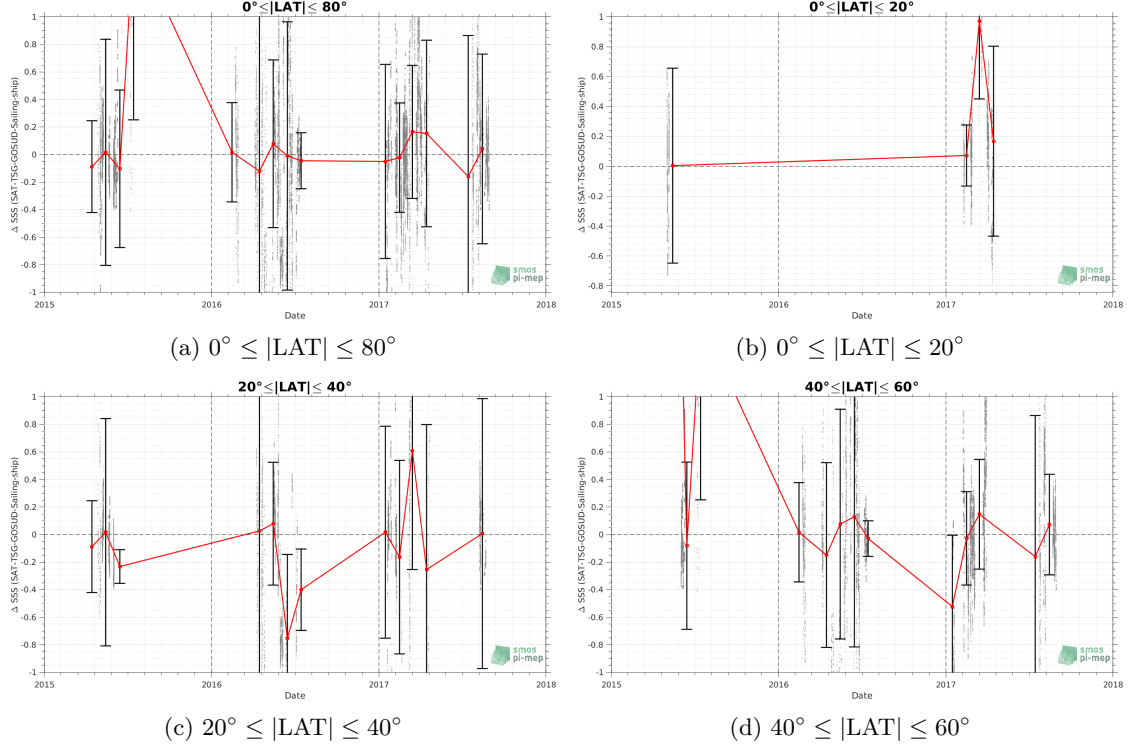 0°≤|LAT|≤ 80°
Δ SSS (SAT-TSG-GOSUD-Sailing-ship)
1
0.8
0.6
0.4
0.2
0
-0.2
-0.4
-0.6
-0.8
-1
2015 2016 2017 2018
Date
smos
pi-mep
(a) 0° ≤ |LAT| ≤ 80°
0°≤|LAT|≤ 20°
Δ SSS (SAT-TSG-GOSUD-Sailing-ship)
1
0.8
0.6
0.4
0.2
0
-0.2
-0.4
-0.6
-0.8
2015 2016 2017 2018
Date
smos
pi-mep
(b) 0° ≤ |LAT| ≤ 20°
20°≤|LAT|≤ 40°
Δ SSS (SAT-TSG-GOSUD-Sailing-ship)
1
0.8
0.6
0.4
0.2
0
-0.2
-0.4
-0.6
-0.8
-1
2015 2016 2017 2018
Date
smos
pi-mep
(c) 20° ≤ |LAT| ≤ 40°
40°≤|LAT|≤ 60°
Δ SSS (SAT-TSG-GOSUD-Sailing-ship)
1
0.8
0.6
0.4
0.2
0
-0.2
-0.4
-0.6
-0.8
-1
2015 2016 2017 2018
Date
smos
pi-mep
(d) 40° ≤ |LAT| ≤ 60°